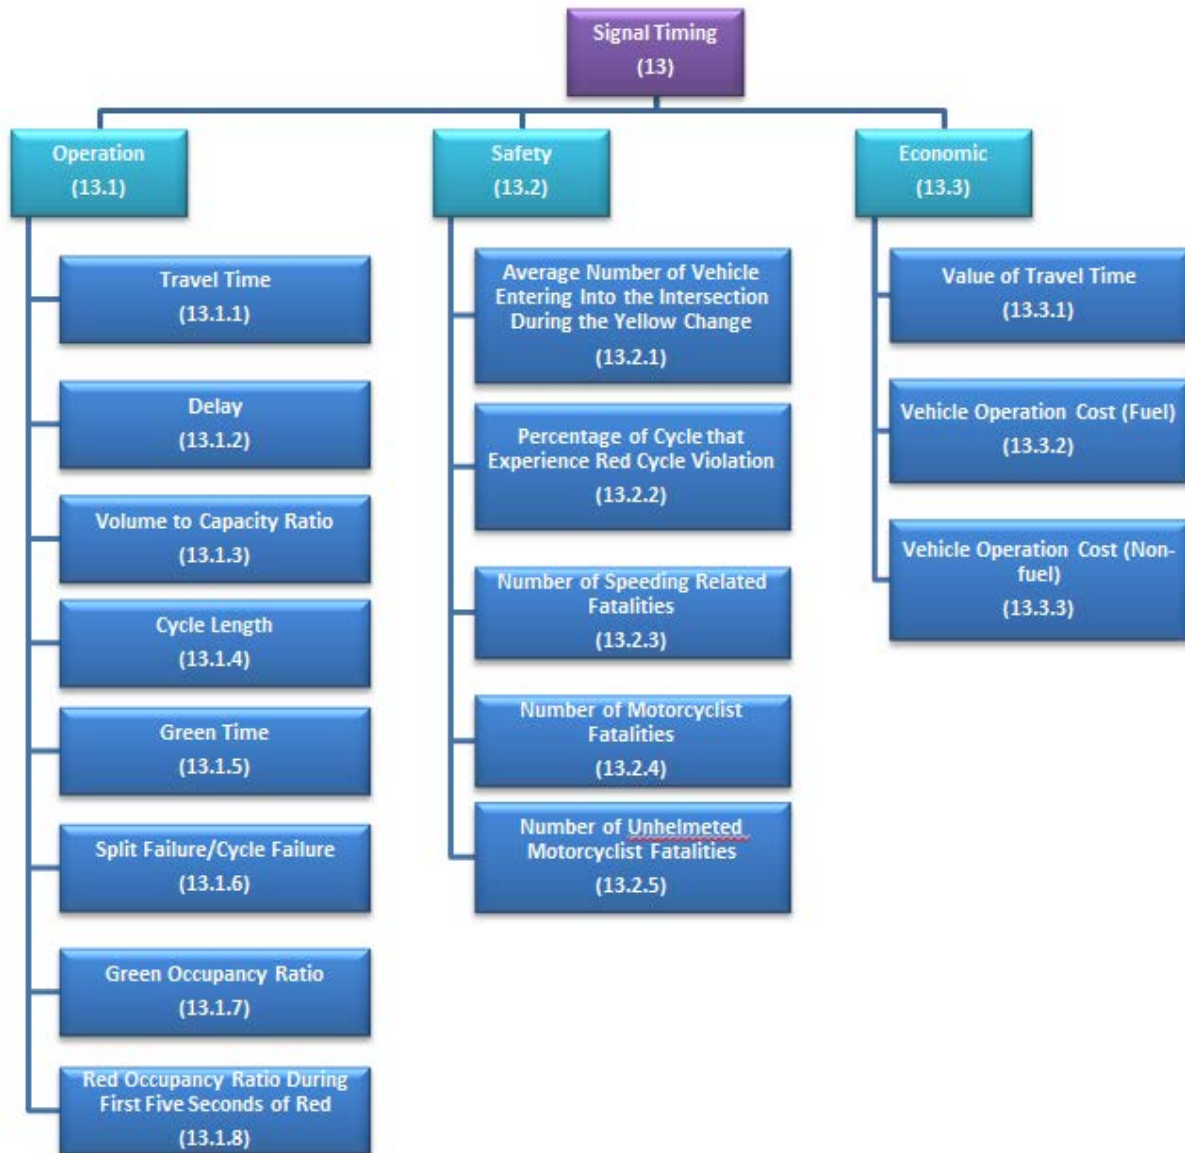 Signal Timing
(13)
Operation
(13.1)
Safety
(13.2)
Economic
(13.3)
Travel Time
(13.1.1)
Delay
(13.1.2)
Volume to Capacity Ratio
(13.1.3)
Cycle Length
(13.1.4)
Green Time
(13.1.5)
Split Failure/Cycle Failure
(13.1.6)
Green Occupancy Ratio
(13.1.7)
Red Occupancy Ratio During
First Five Seconds of Red
(13.1.8)
Average Number of Vehicle
Entering Into the Intersection
During the Yellow Change
(13.2.1)
Percentage of Cycle that
Experience Red Cycle Violation
(13.2.2)
Number of Speeding Related
Fatalities
(13.2.3)
Number of Motorcyclist
Fatalities
(13.2.4)
Number of Unhelmeted
Motorcyclist Fatalities
(13.2.5)
Value of Travel Time
(13.3.1)
Vehicle Operation Cost (Fuel)
(13.3.2)
Vehicle Operation Cost (Non-
fuel)
(13.3.3)